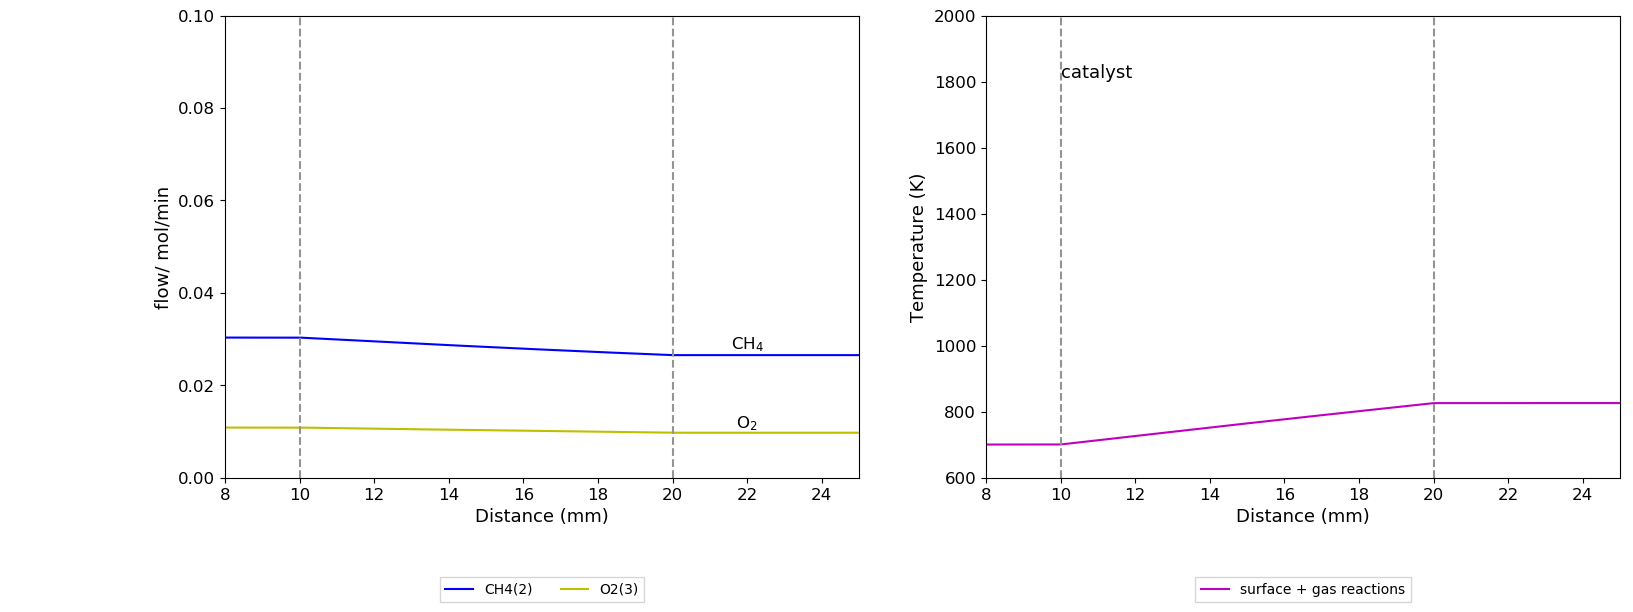 0.10
0.08
0.06
0.04
0.02
0.00
flow/ mol/min
CH₄
O₂
8 10 12 14 16 18 20 22 24
Distance (mm)
CH4(2) O2(3)
2000
1800
1600
1400
1200
1000
800
600
Temperature (K)
catalyst
8 10 12 14 16 18 20 22 24
Distance (mm)
surface + gas reactions